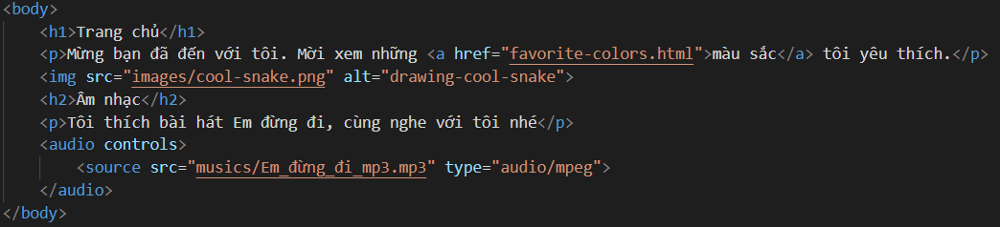 <body>
<h1>Trang chủ</h1>
<p>Mừng bạn đã đến với tôi. Mời xem những <a href="favorite-colors.html">màu sắc</a> tôi yêu thích.</p>
<img src="images/cool-snake.png" alt="drawing-cool-snake">
<h2>Âm nhạc</h2>
<p>Tôi thích bài hát Em đừng đi, cùng nghe với tôi nhé</p>
<audio controls>
<source src="musics/Em_đừng_đi_mp3.mp3" type="audio/mpeg">
</audio>
</body>